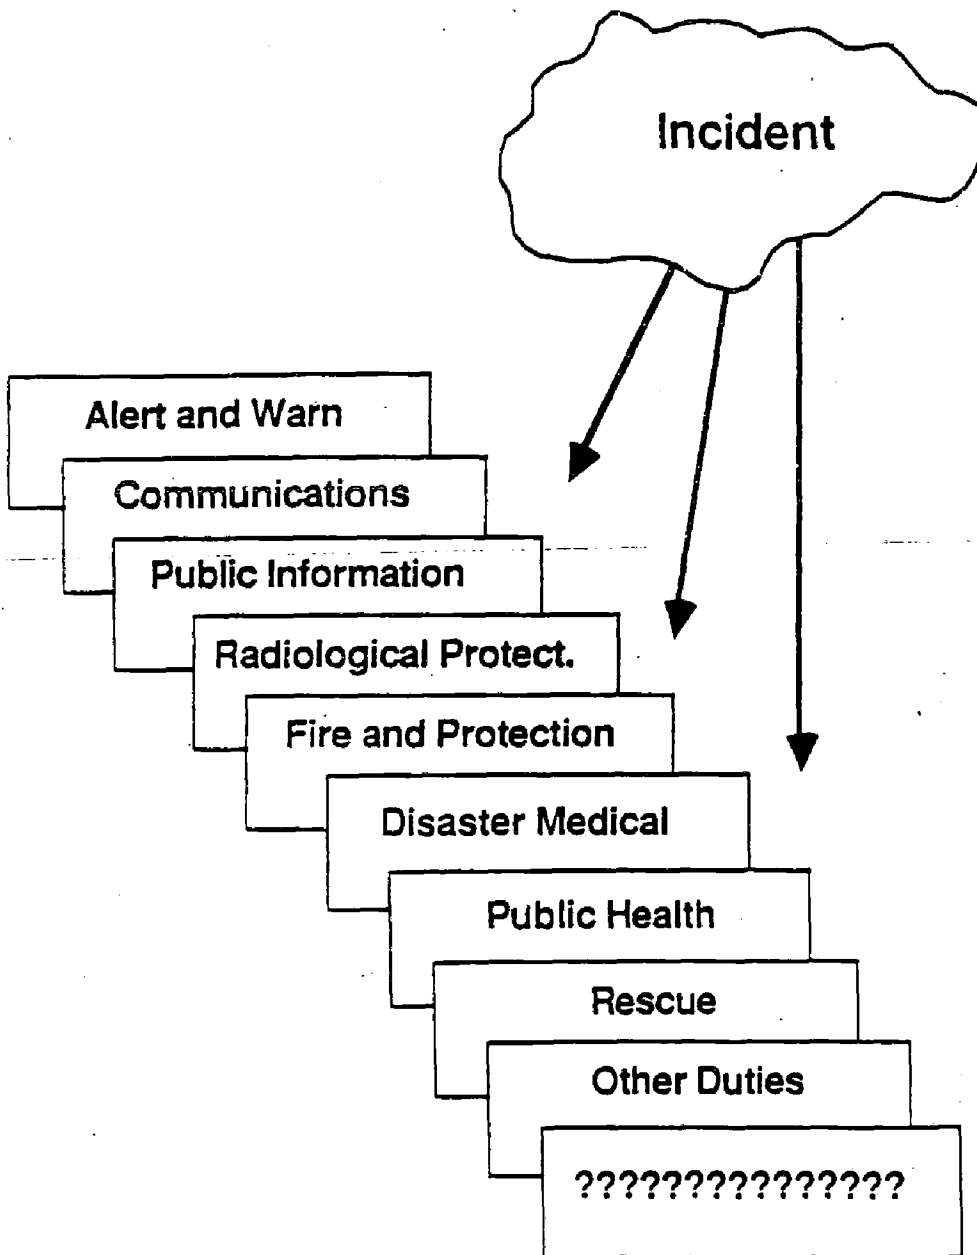 Incident
Alert and Warn
Communications
Public Information
Radiological Protect.
Fire and Protection
Disaster Medical
Public Health
Rescue
Other Duties
???????????????